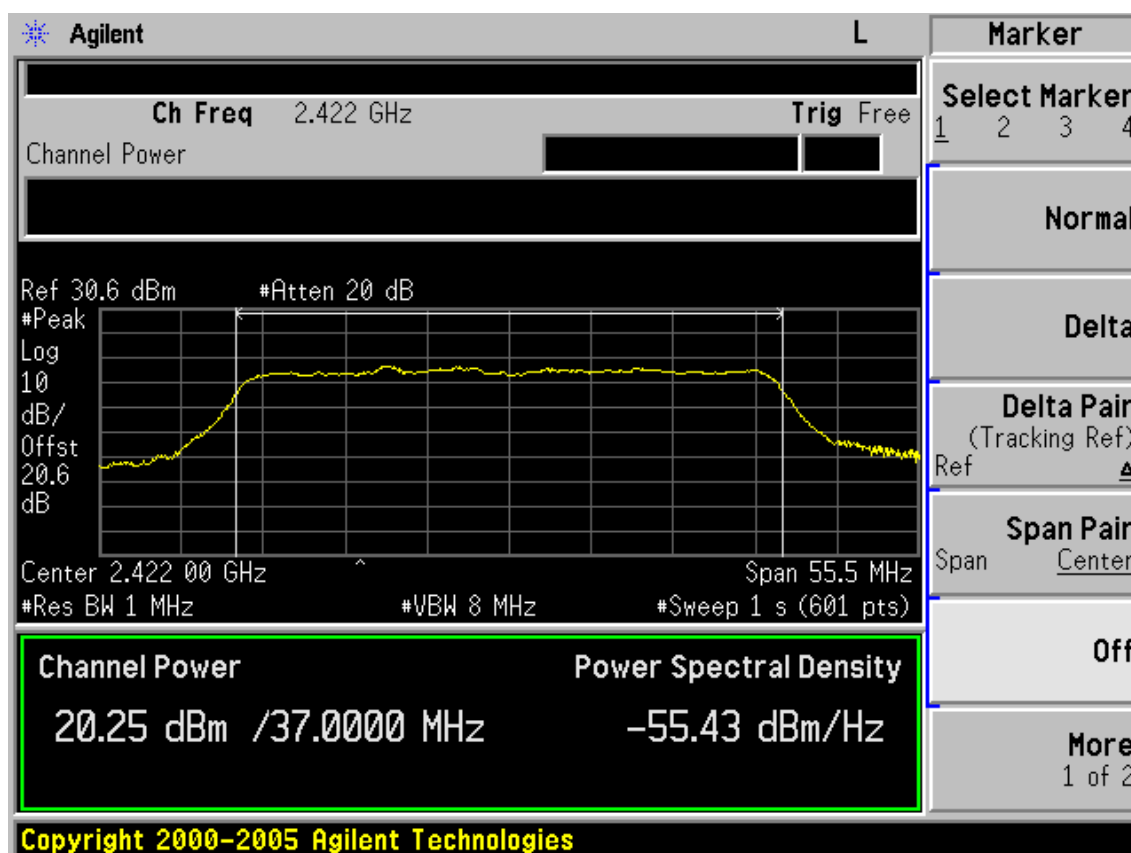 Agilent L
Ch Freq 2.422 GHz Trig Free
Channel Power
Ref 30.6 dBm #Atten 20 dB
#Peak
Log
10
dB/
Offst
20.6
dB
Center 2.422 00 GHz Span 55.5 MHz
#Res BW 1 MHz #VBW 8 MHz #Sweep 1 s (601 pts)
Channel Power Power Spectral Density
20.25 dBm /37.0000 MHz -55.43 dBm/Hz
Copyright 2000-2005 Agilent Technologies
Marker
Select Marker
1 2 3 4
Normal
Delta
Delta Pair
(Tracking Ref)
Ref Δ
Span Pair
Span Center
Off
More
1 of 2